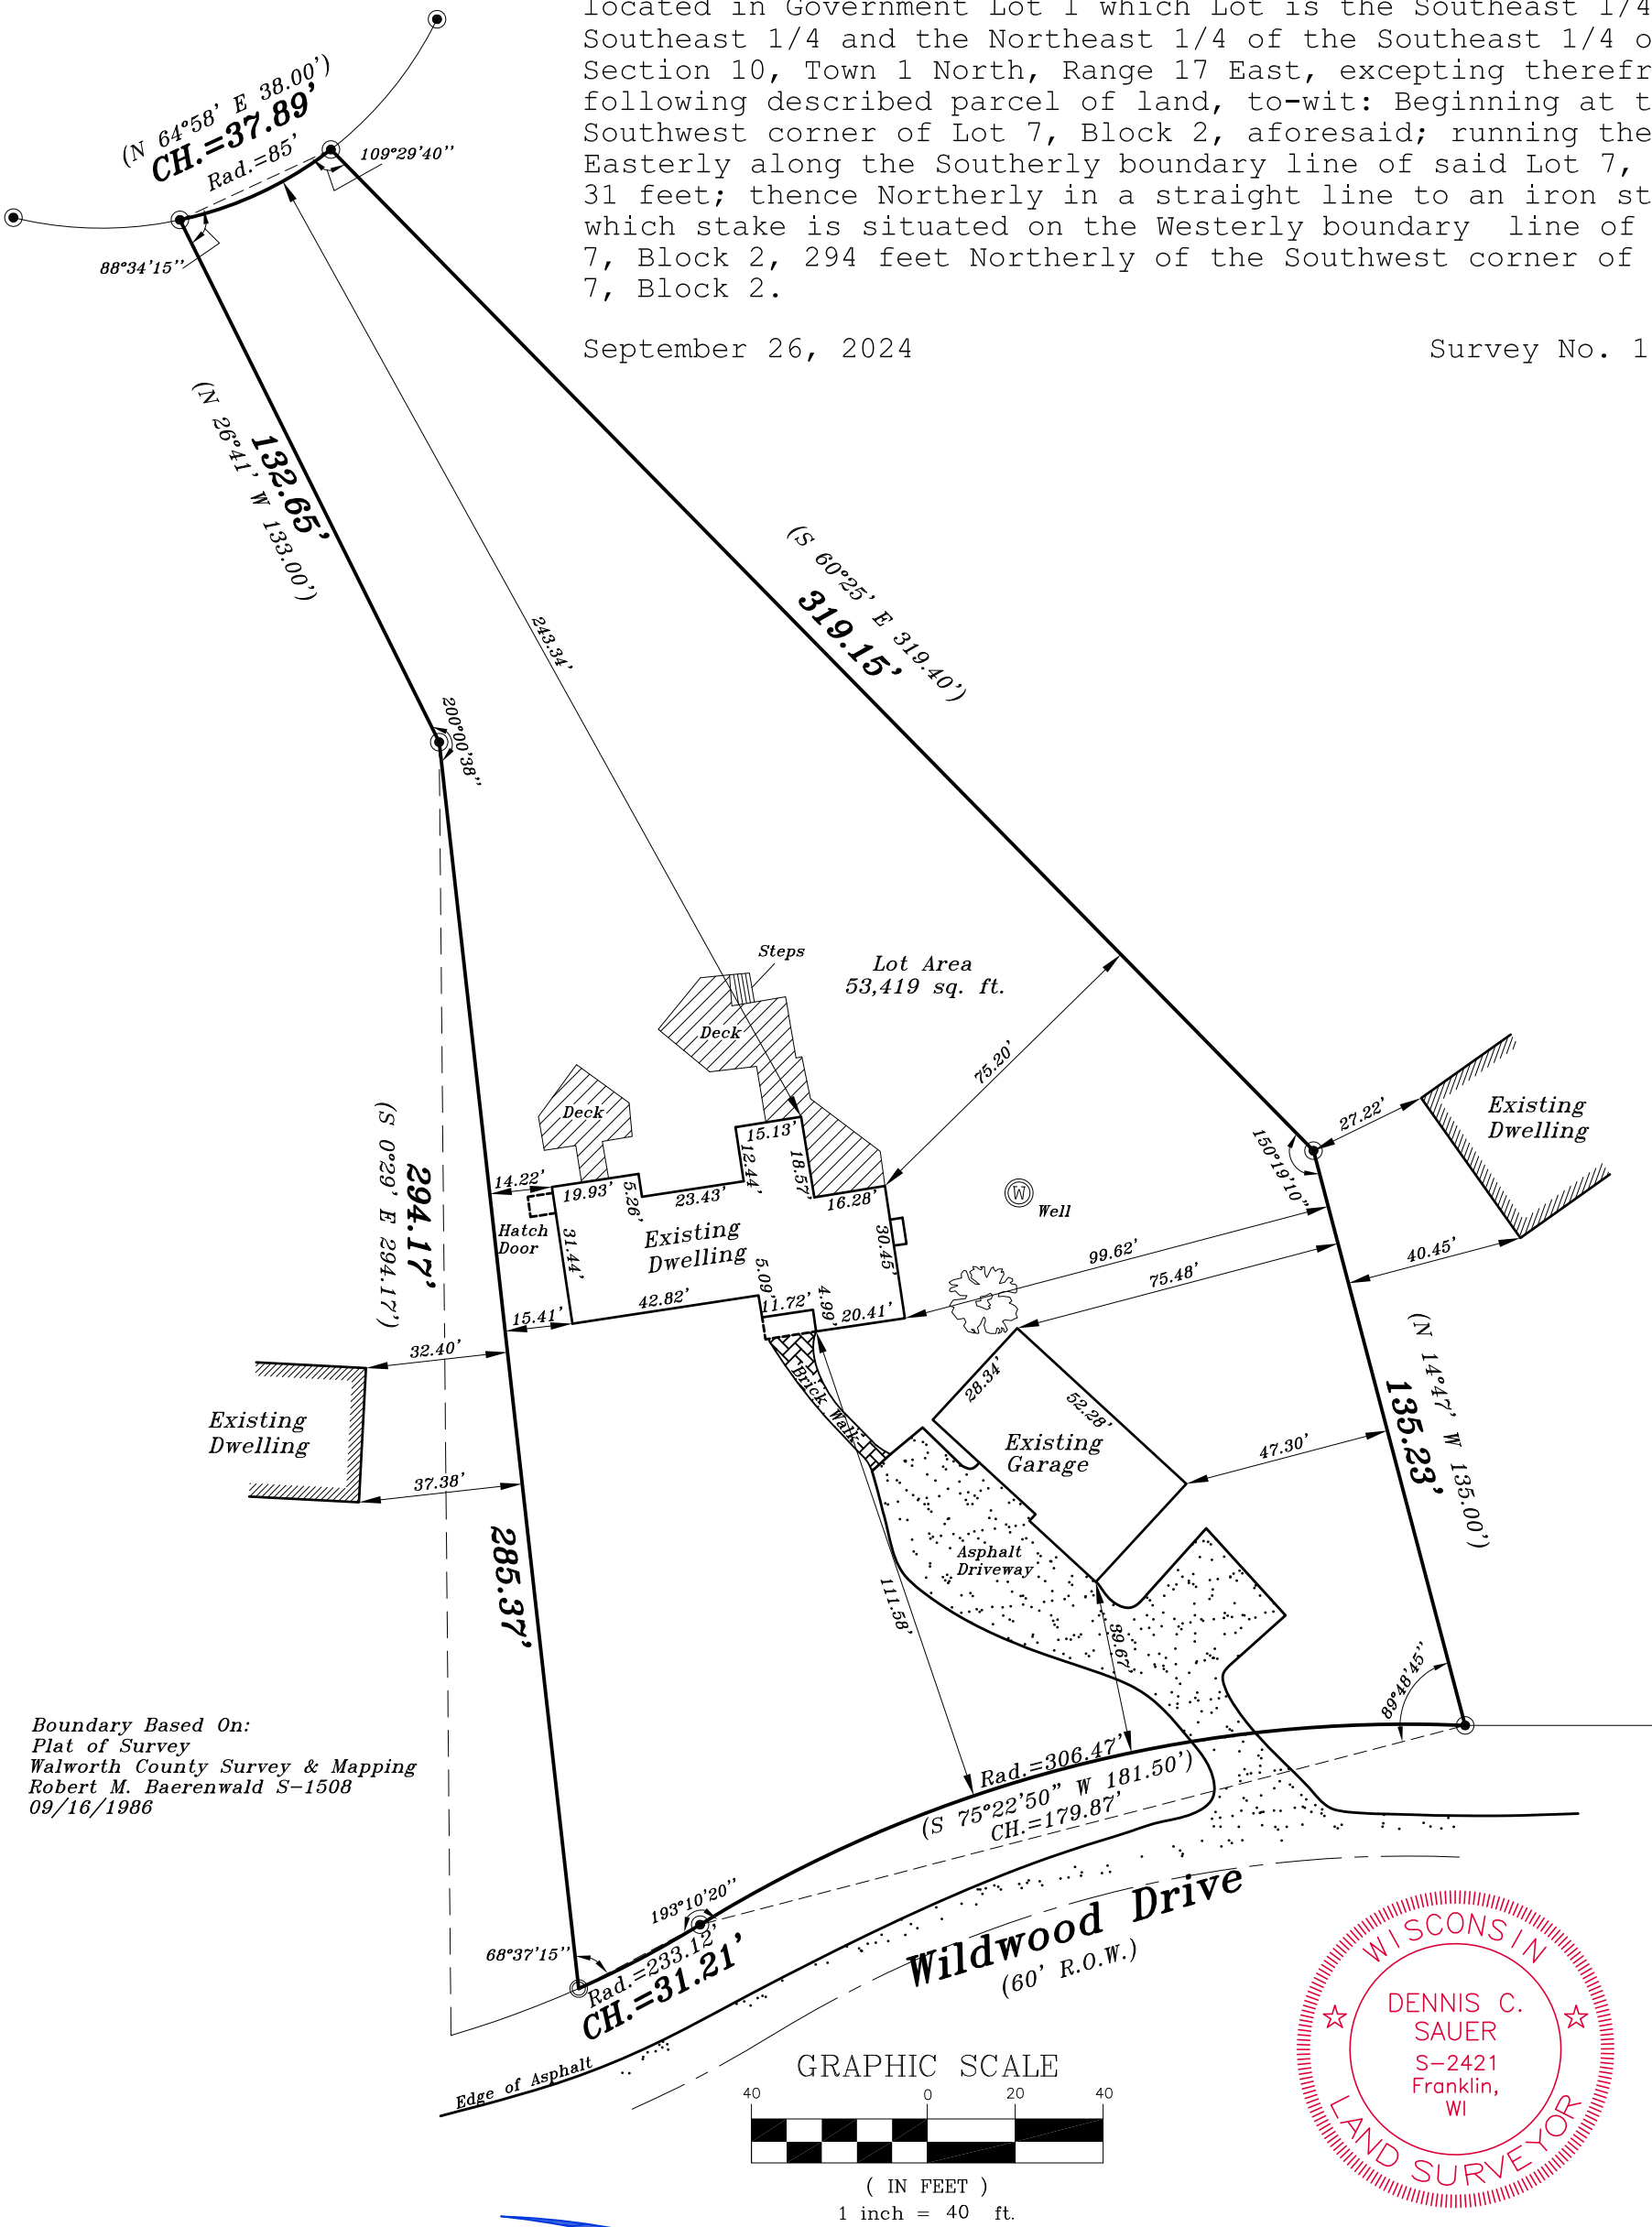 located in Government Lot 1 which Lot is the Southeast 1/4
Southeast 1/4 and the Northeast 1/4 of the Southeast 1/4 o
Section 10, Town 1 North, Range 17 East, excepting therefr
following described parcel of land, to-wit: Beginning at t
Southwest corner of Lot 7, Block 2, aforesaid; running the
Easterly along the Southerly boundary line of said Lot 7,
31 feet; thence Northerly in a straight line to an iron st
which stake is situated on the Westerly boundary line of
7, Block 2, 294 feet Northerly of the Southwest corner of
7, Block 2.
September 26, 2024
Survey No. 1
(N 64°58' E 38.00')
CH.=37.89'
Rad.=85'
109°29'40''
88°34'15''
(N 26°41' W 133.00')
132.65'
243.34'
(S 60°25' E 319.40')
319.15'
200°00'38''
Steps
Lot Area
53,419 sq. ft.
Deck
75.20'
Deck
27.22'
Existing
Dwelling
150°19'10''
(S 0°29' E 294.17')
294.17'
14.22'
19.93'
5.26'
23.43'
12.44'
15.13'
18.57'
16.28'
W
Well
Hatch
Door
31.44'
Existing
Dwelling
30.45'
99.62'
75.48'
40.45'
15.41'
42.82'
5.09'
11.72'
4.99'
20.41'
32.40'
Existing
Dwelling
37.38'
Brick Walk
28.34'
52.28'
Existing
Garage
47.30'
(N 14°47' W 135.00')
135.23'
285.37'
Asphalt
Driveway
111.58'
39.67'
89°48'45''
Boundary Based On:
Plat of Survey
Walworth County Survey & Mapping
Robert M. Baerenwald S-1508
09/16/1986
Rad.=306.47'
(S 75°22'50" W 181.50')
CH.=179.87'
193°10'20''
68°37'15''
Rad.=233.12'
CH.=31.21'
Wildwood Drive
(60' R.O.W.)
Edge of Asphalt
GRAPHIC SCALE
40 0 20 40
( IN FEET )
1 inch = 40 ft.
WISCONSIN
DENNIS C.
SAUER
S-2421
Franklin,
WI
LAND SURVEYOR